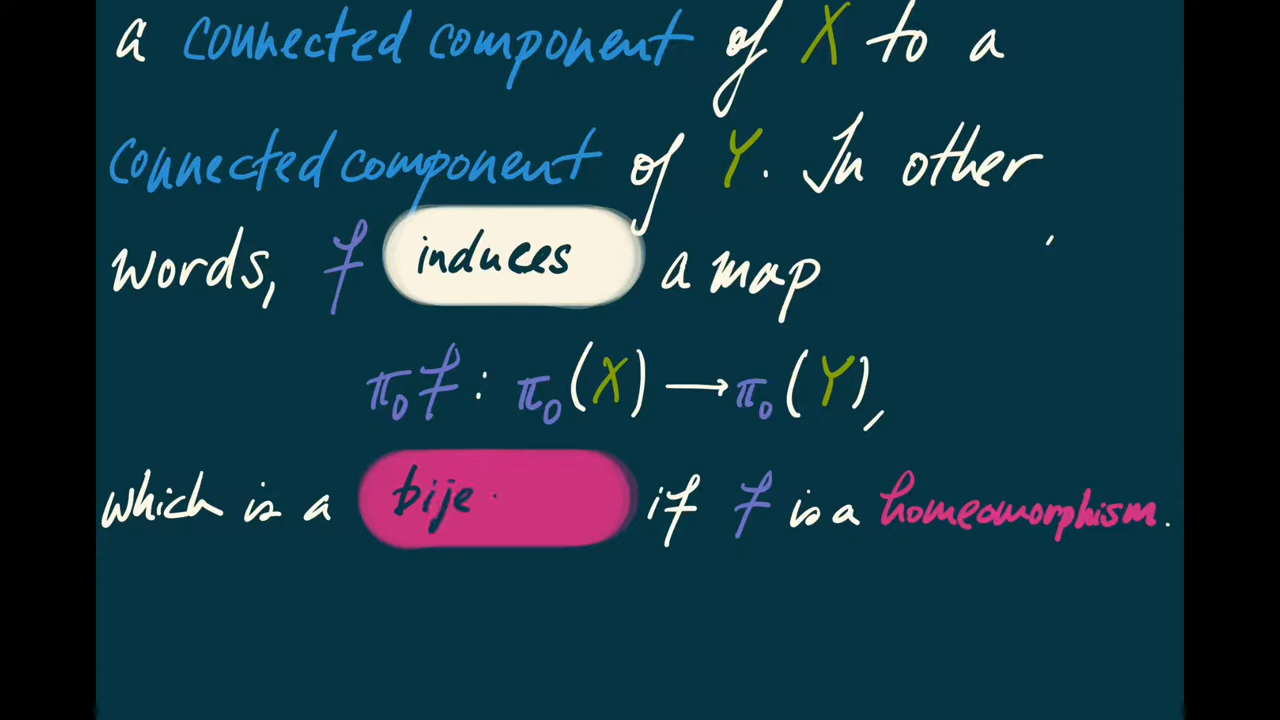 a connected component of X to a
connected component of Y. In other
words, f induces a map
π₀f : π₀(X) → π₀(Y),
which is a bije if f is a homeomorphism.